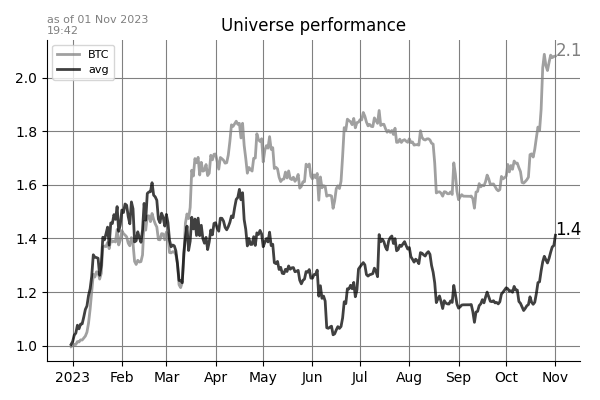 as of 01 Nov 2023
19:42
Universe performance
BTC
avg
2.1
2.0
1.8
1.6
1.4
1.4
1.2
1.0
2023 Feb Mar Apr May Jun Jul Aug Sep Oct Nov